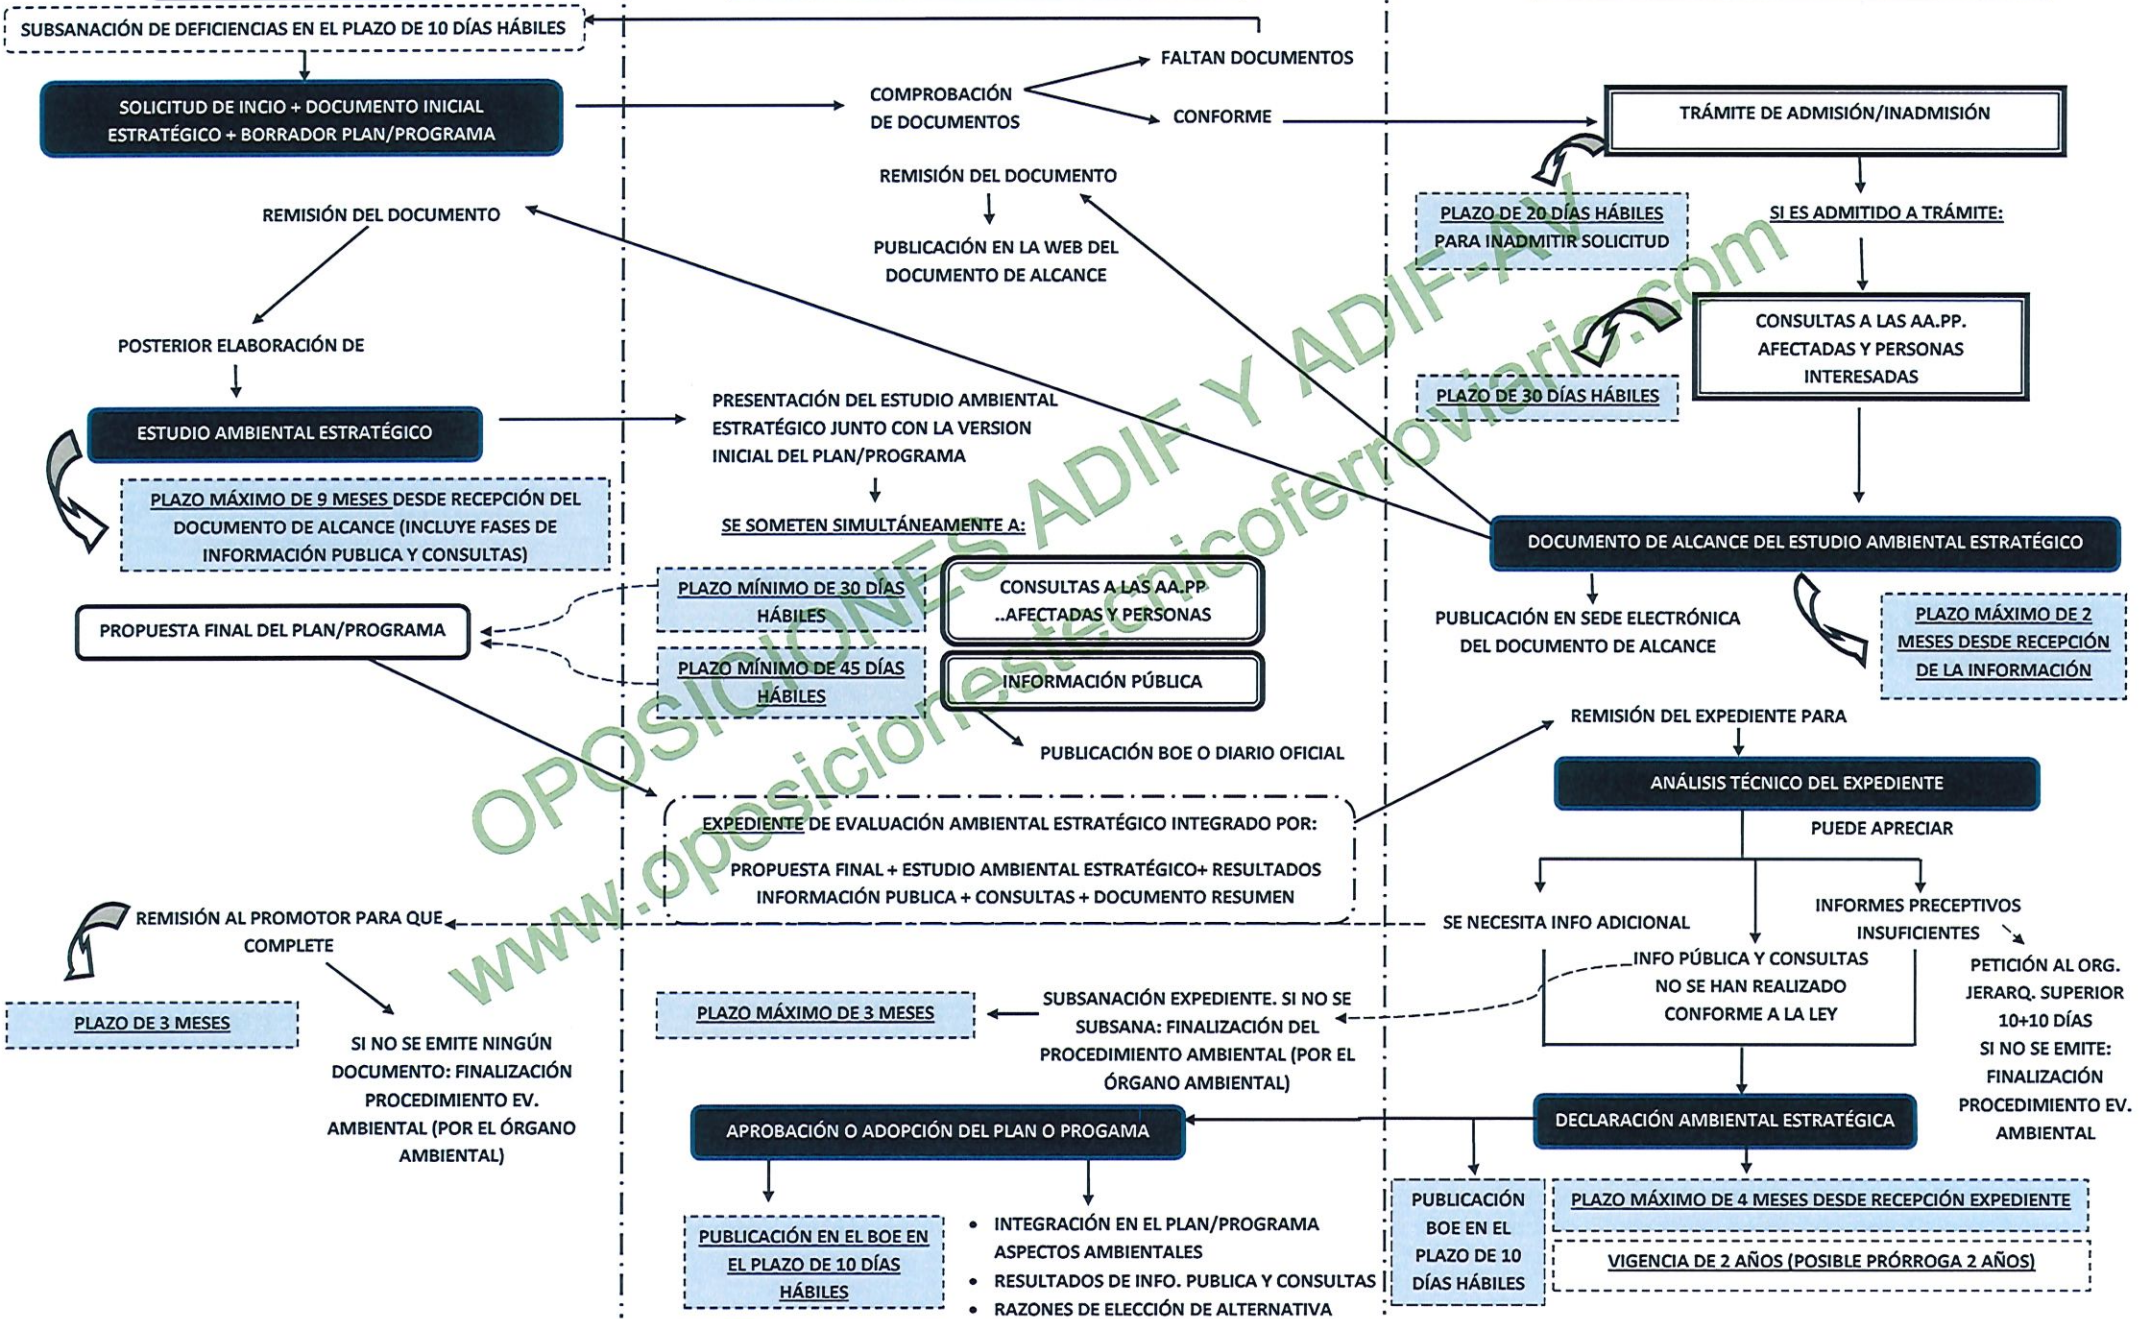 SUBSANACIÓN DE DEFICIENCIAS EN EL PLAZO DE 10 DÍAS HÁBILES
SOLICITUD DE INCIO + DOCUMENTO INICIAL
ESTRATÉGICO + BORRADOR PLAN/PROGRAMA
COMPROBACIÓN
DE DOCUMENTOS
FALTAN DOCUMENTOS
CONFORME
TRÁMITE DE ADMISIÓN/INADMISIÓN
PLAZO DE 20 DÍAS HÁBILES
PARA INADMITIR SOLICITUD
SI ES ADMITIDO A TRÁMITE:
CONSULTAS A LAS AA.PP.
AFECTADAS Y PERSONAS
INTERESADAS
PLAZO DE 30 DÍAS HÁBILES
DOCUMENTO DE ALCANCE DEL ESTUDIO AMBIENTAL ESTRATÉGICO
PUBLICACIÓN EN SEDE ELECTRÓNICA
DEL DOCUMENTO DE ALCANCE
PLAZO MÁXIMO DE 2
MESES DESDE RECEPCIÓN
DE LA INFORMACIÓN
REMISIÓN DEL DOCUMENTO
PUBLICACIÓN EN LA WEB DEL
DOCUMENTO DE ALCANCE
REMISIÓN DEL DOCUMENTO
POSTERIOR ELABORACIÓN DE
ESTUDIO AMBIENTAL ESTRATÉGICO
PLAZO MÁXIMO DE 9 MESES DESDE RECEPCIÓN DEL
DOCUMENTO DE ALCANCE (INCLUYE FASES DE
INFORMACIÓN PUBLICA Y CONSULTAS)
PRESENTACIÓN DEL ESTUDIO AMBIENTAL
ESTRATÉGICO JUNTO CON LA VERSION
INICIAL DEL PLAN/PROGRAMA
SE SOMETEN SIMULTÁNEAMENTE A:
PLAZO MÍNIMO DE 30 DÍAS
HÁBILES
CONSULTAS A LAS AA.PP
..AFECTADAS Y PERSONAS
PLAZO MÍNIMO DE 45 DÍAS
HÁBILES
INFORMACIÓN PÚBLICA
PUBLICACIÓN BOE O DIARIO OFICIAL
PROPUESTA FINAL DEL PLAN/PROGRAMA
EXPEDIENTE DE EVALUACIÓN AMBIENTAL ESTRATÉGICO INTEGRADO POR:
PROPUESTA FINAL + ESTUDIO AMBIENTAL ESTRATÉGICO+ RESULTADOS
INFORMACIÓN PUBLICA + CONSULTAS + DOCUMENTO RESUMEN
REMISIÓN DEL EXPEDIENTE PARA
ANÁLISIS TÉCNICO DEL EXPEDIENTE
PUEDE APRECIAR
SE NECESITA INFO ADICIONAL
INFO PÚBLICA Y CONSULTAS
NO SE HAN REALIZADO
CONFORME A LA LEY
INFORMES PRECEPTIVOS
INSUFICIENTES
PETICIÓN AL ORG.
JERARQ. SUPERIOR
10+10 DÍAS
SI NO SE EMITE:
FINALIZACIÓN
PROCEDIMIENTO EV.
AMBIENTAL
REMISIÓN AL PROMOTOR PARA QUE
COMPLETE
PLAZO DE 3 MESES
SI NO SE EMITE NINGÚN
DOCUMENTO: FINALIZACIÓN
PROCEDIMIENTO EV.
AMBIENTAL (POR EL ÓRGANO
AMBIENTAL)
PLAZO MÁXIMO DE 3 MESES
SUBSANACIÓN EXPEDIENTE. SI NO SE
SUBSANA: FINALIZACIÓN DEL
PROCEDIMIENTO AMBIENTAL (POR EL
ÓRGANO AMBIENTAL)
DECLARACIÓN AMBIENTAL ESTRATÉGICA
PLAZO MÁXIMO DE 4 MESES DESDE RECEPCIÓN EXPEDIENTE
VIGENCIA DE 2 AÑOS (POSIBLE PRÓRROGA 2 AÑOS)
PUBLICACIÓN
BOE EN EL
PLAZO DE 10
DÍAS HÁBILES
APROBACIÓN O ADOPCIÓN DEL PLAN O PROGAMA
PUBLICACIÓN EN EL BOE EN
EL PLAZO DE 10 DÍAS
HÁBILES
• INTEGRACIÓN EN EL PLAN/PROGRAMA
ASPECTOS AMBIENTALES
• RESULTADOS DE INFO. PUBLICA Y CONSULTAS
• RAZONES DE ELECCIÓN DE ALTERNATIVA
OPOSICIONES ADIF Y ADIF-AV
www.oposicionestecnicoferroviario.com